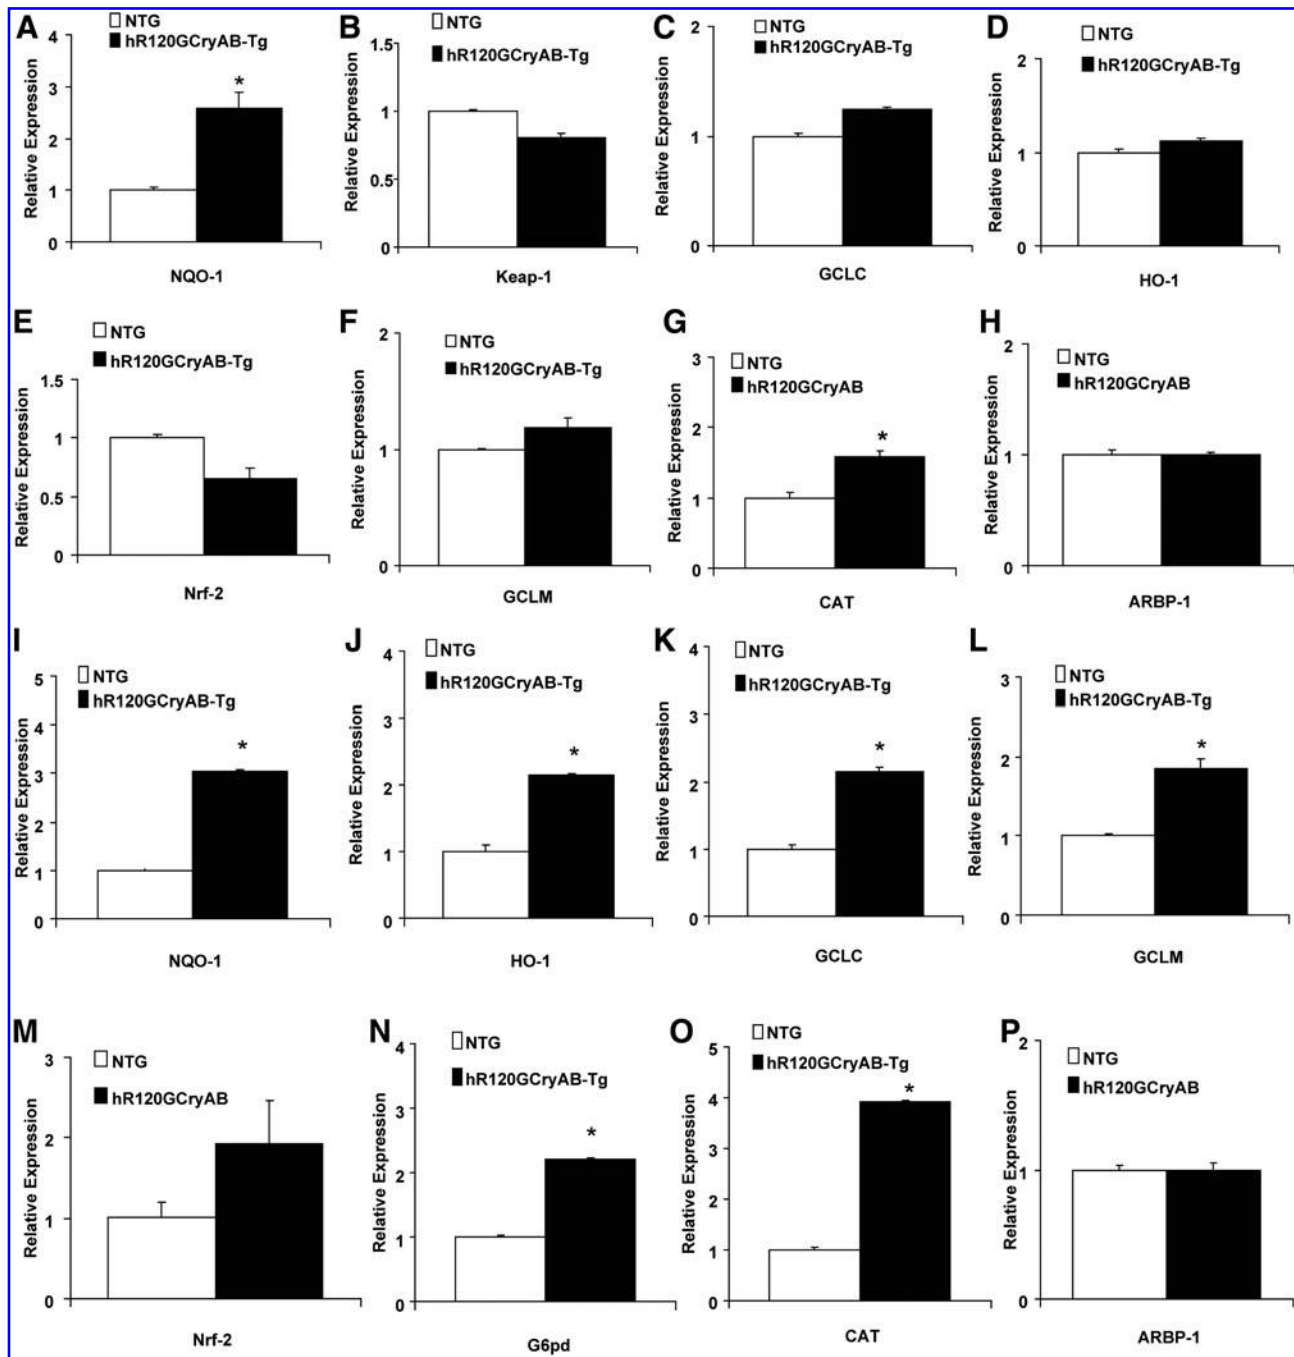 A
NTG
hR120GCryAB-Tg
Relative Expression
4
3
2
1
0
*
NQO-1
B
NTG
hR120GCryAB-Tg
Relative Expression
1.5
1
0.5
0
Keap-1
C
NTG
hR120GCryAB-Tg
Relative Expression
2
1
0
GCLC
D
NTG
hR120GCryAB-Tg
Relative Expression
2
1
0
HO-1
E
NTG
hR120GCryAB-Tg
Relative Expression
1.5
1
0.5
0
Nrf-2
F
NTG
hR120GCryAB-Tg
Relative Expression
2
1
0
GCLM
G
NTG
hR120GCryAB
Relative Expression
3
2
1
0
*
CAT
H
NTG
hR120GCryAB
Relative Expression
2
1
0
ARBP-1
I
NTG
hR120GCryAB-Tg
Relative Expression
5
4
3
2
1
0
*
NQO-1
J
NTG
hR120GCryAB-Tg
Relative Expression
4
3
2
1
0
*
HO-1
K
NTG
hR120GCryAB-Tg
Relative Expression
4
3
2
1
0
*
GCLC
L
NTG
hR120GCryAB-Tg
Relative Expression
3
2
1
0
*
GCLM
M
NTG
hR120GCryAB
Relative Expression
3
2
1
0
Nrf-2
N
NTG
hR120GCryAB-Tg
Relative Expression
4
3
2
1
0
*
G6pd
O
NTG
hR120GCryAB-Tg
Relative Expression
5
4
3
2
1
0
*
CAT
P
NTG
hR120GCryAB
Relative Expression
2
1
0
ARBP-1